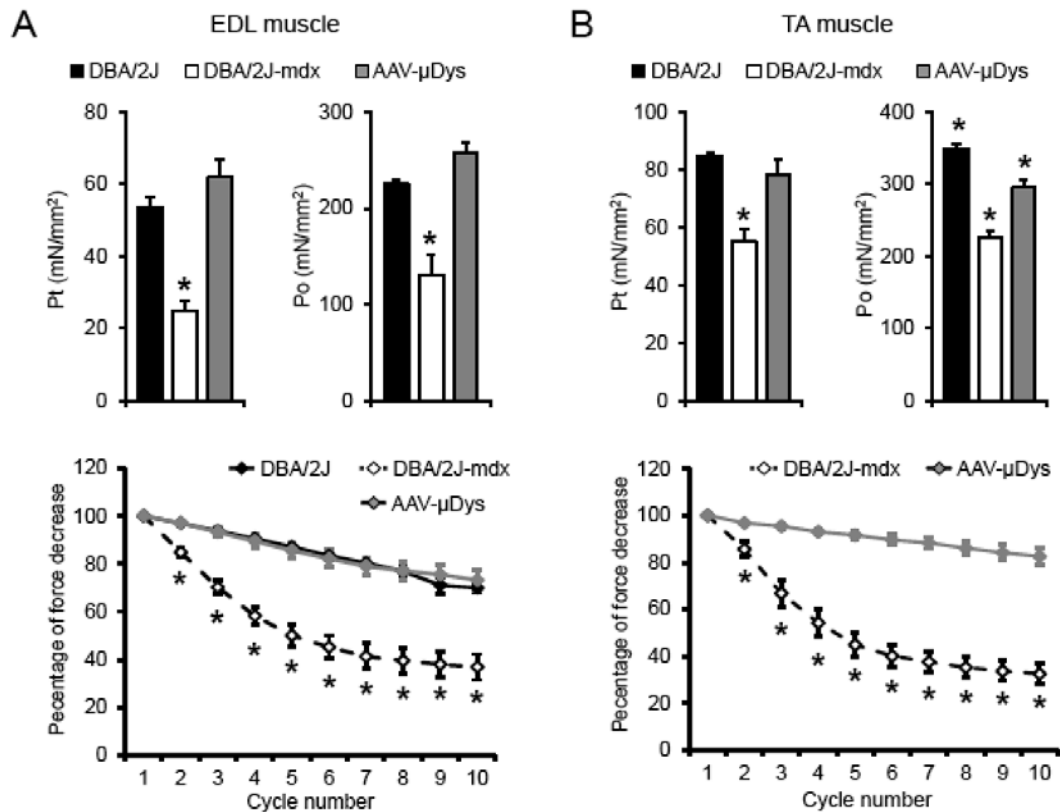 A
EDL muscle
DBA/2J DBA/2J-mdx AAV-µDys
80
60
40
20
0
Pt (mN/mm²)
*
300
200
100
0
Po (mN/mm²)
*
120
100
80
60
40
20
0
Pecentage of force decrease
DBA/2J DBA/2J-mdx
AAV-µDys
* * * * * * * * *
1 2 3 4 5 6 7 8 9 10
Cycle number
B
TA muscle
DBA/2J DBA/2J-mdx AAV-µDys
100
80
60
40
20
0
Pt (mN/mm²)
*
400
300
200
100
0
Po (mN/mm²)
* * *
120
100
80
60
40
20
0
Pecentage of force decrease
DBA/2J-mdx AAV-µDys
* * * * * * * * *
1 2 3 4 5 6 7 8 9 10
Cycle number